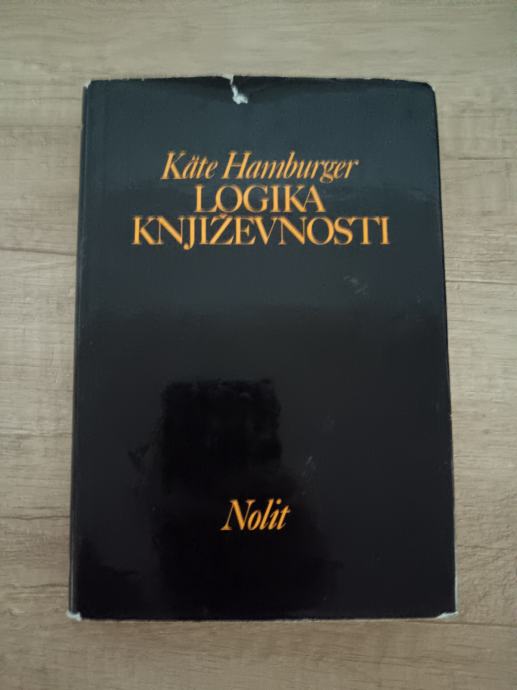 Käte Hamburger
LOGIKA
KNJIŽEVNOSTI
Nolit